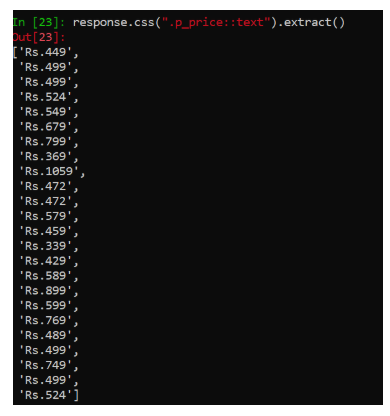 In [23]: response.css(".p_price::text").extract()
Out[23]:
['Rs.449',
 'Rs.499',
 'Rs.499',
 'Rs.524',
 'Rs.549',
 'Rs.679',
 'Rs.799',
 'Rs.369',
 'Rs.1059',
 'Rs.472',
 'Rs.472',
 'Rs.579',
 'Rs.459',
 'Rs.339',
 'Rs.429',
 'Rs.589',
 'Rs.899',
 'Rs.599',
 'Rs.769',
 'Rs.489',
 'Rs.499',
 'Rs.749',
 'Rs.499',
 'Rs.524']